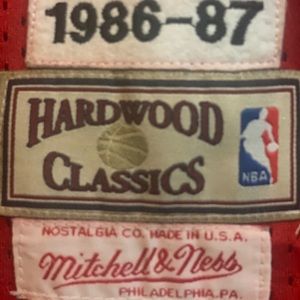 1986-87
HARDWOOD
CLASSICS
NBA
NOSTALGIA CO. MADE IN U.S.A.
Mitchell & Ness
PHILADELPHIA.PA.